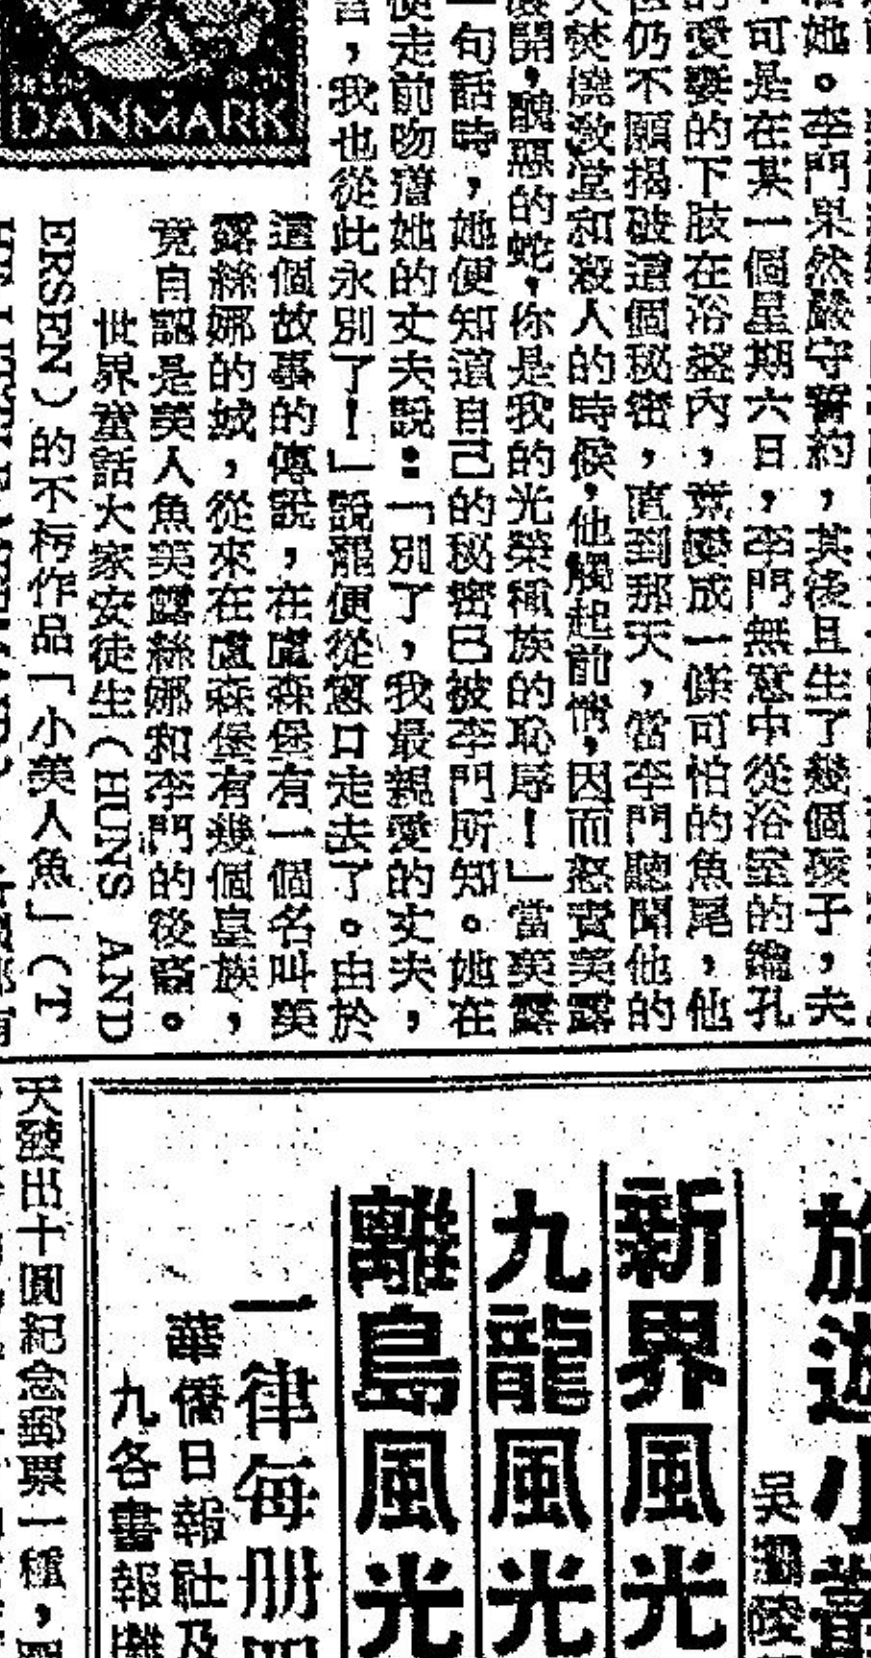 DANMARK
她。李門果然嚴守誓約，其後且生了幾個孩子，夫
可是在某一個星期六日，李門無意中從浴室的鑰孔
愛妻的下肢在浴盤內，竟變成一條可怕的魚尾，他
仍不願揭破這個秘密，直到那天，當李門聽聞他的
焚燒敎堂和殺人的時候，他觸起前情，因而怒責美露
開，醜惡的蛇，你是我的光榮種族的恥辱！」當美露
一句話時，她便知道自己的秘密已被李門所知。她在
走前吻着她的丈夫說：「別了，我最親愛的丈夫，
，我也從此永別了！」說罷便從窓口走去了。由於
這個故事的傳說，在盧森堡有一個名叫美
露絲娜的城，從來在盧森堡有幾個皇族，
竟自認是美人魚美露絲娜和李門的後裔。
世界童話大家安徒生（HUNS AND
ERSEN）的不朽作品「小美人魚」（T
旅遊小叢
吳灞陵
新界風光
九龍風光
離島風光
一律每册
華僑日報社及
九各書報攤
天發出十圓紀念郵票一種，